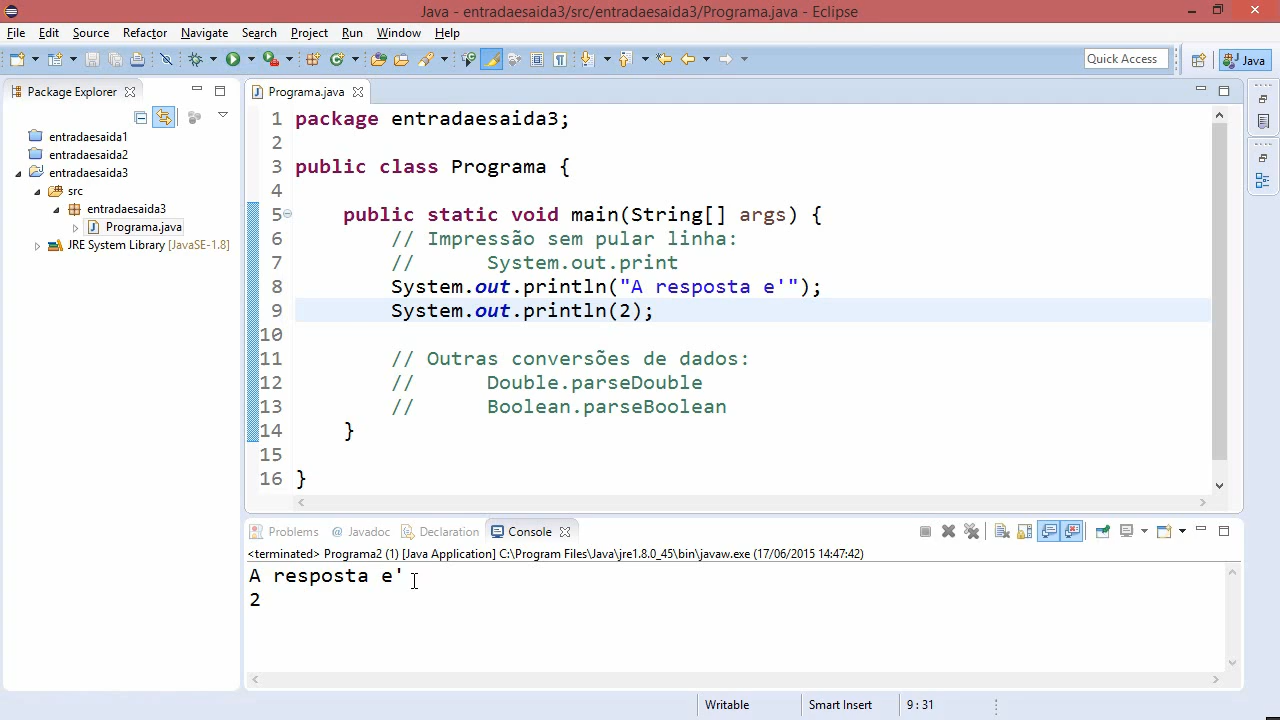 Java - entradaesaida3/src/entradaesaida3/Programa.java - Eclipse
File Edit Source Refactor Navigate Search Project Run Window Help
Quick Access Java
Package Explorer
entradaesaida1
entradaesaida2
entradaesaida3
src
entradaesaida3
Programa.java
JRE System Library [JavaSE-1.8]
Programa.java
1 package entradaesaida3;
2
3 public class Programa {
4
5 public static void main(String[] args) {
6 // Impressão sem pular linha:
7 // System.out.print
8 System.out.println("A resposta e'");
9 System.out.println(2);
10
11 // Outras conversões de dados:
12 // Double.parseDouble
13 // Boolean.parseBoolean
14 }
15
16 }
Problems @ Javadoc Declaration Console
<terminated> Programa2 (1) [Java Application] C:\Program Files\Java\jre1.8.0_45\bin\javaw.exe (17/06/2015 14:47:42)
A resposta e'
2
Writable Smart Insert 9 : 31